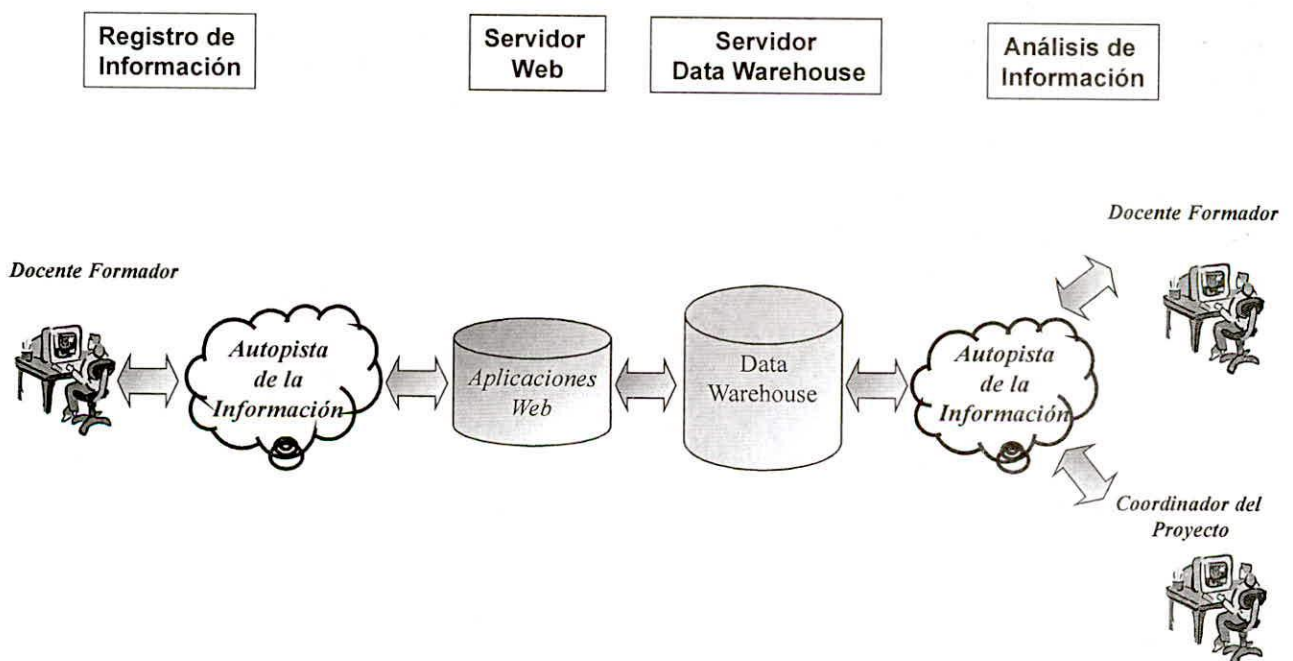 Registro de
Información
Servidor
Web
Servidor
Data Warehouse
Análisis de
Información
Docente Formador
Autopista
de la
Información
Aplicaciones
Web
Data
Warehouse
Autopista
de la
Información
Docente Formador
Coordinador del
Proyecto